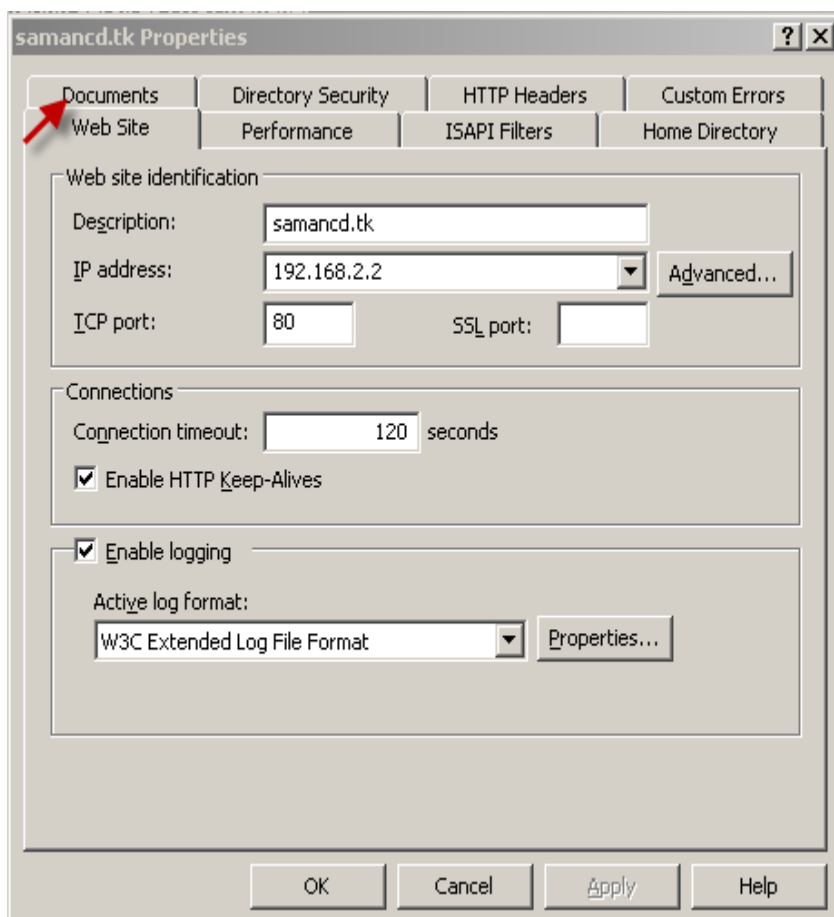 samancd.tk Properties
Documents Directory Security HTTP Headers Custom Errors
Web Site Performance ISAPI Filters Home Directory
Web site identification
Description: samancd.tk
IP address: 192.168.2.2 Advanced...
TCP port: 80 SSL port:
Connections
Connection timeout: 120 seconds
Enable HTTP Keep-Alives
Enable logging
Active log format:
W3C Extended Log File Format Properties...
OK Cancel Apply Help